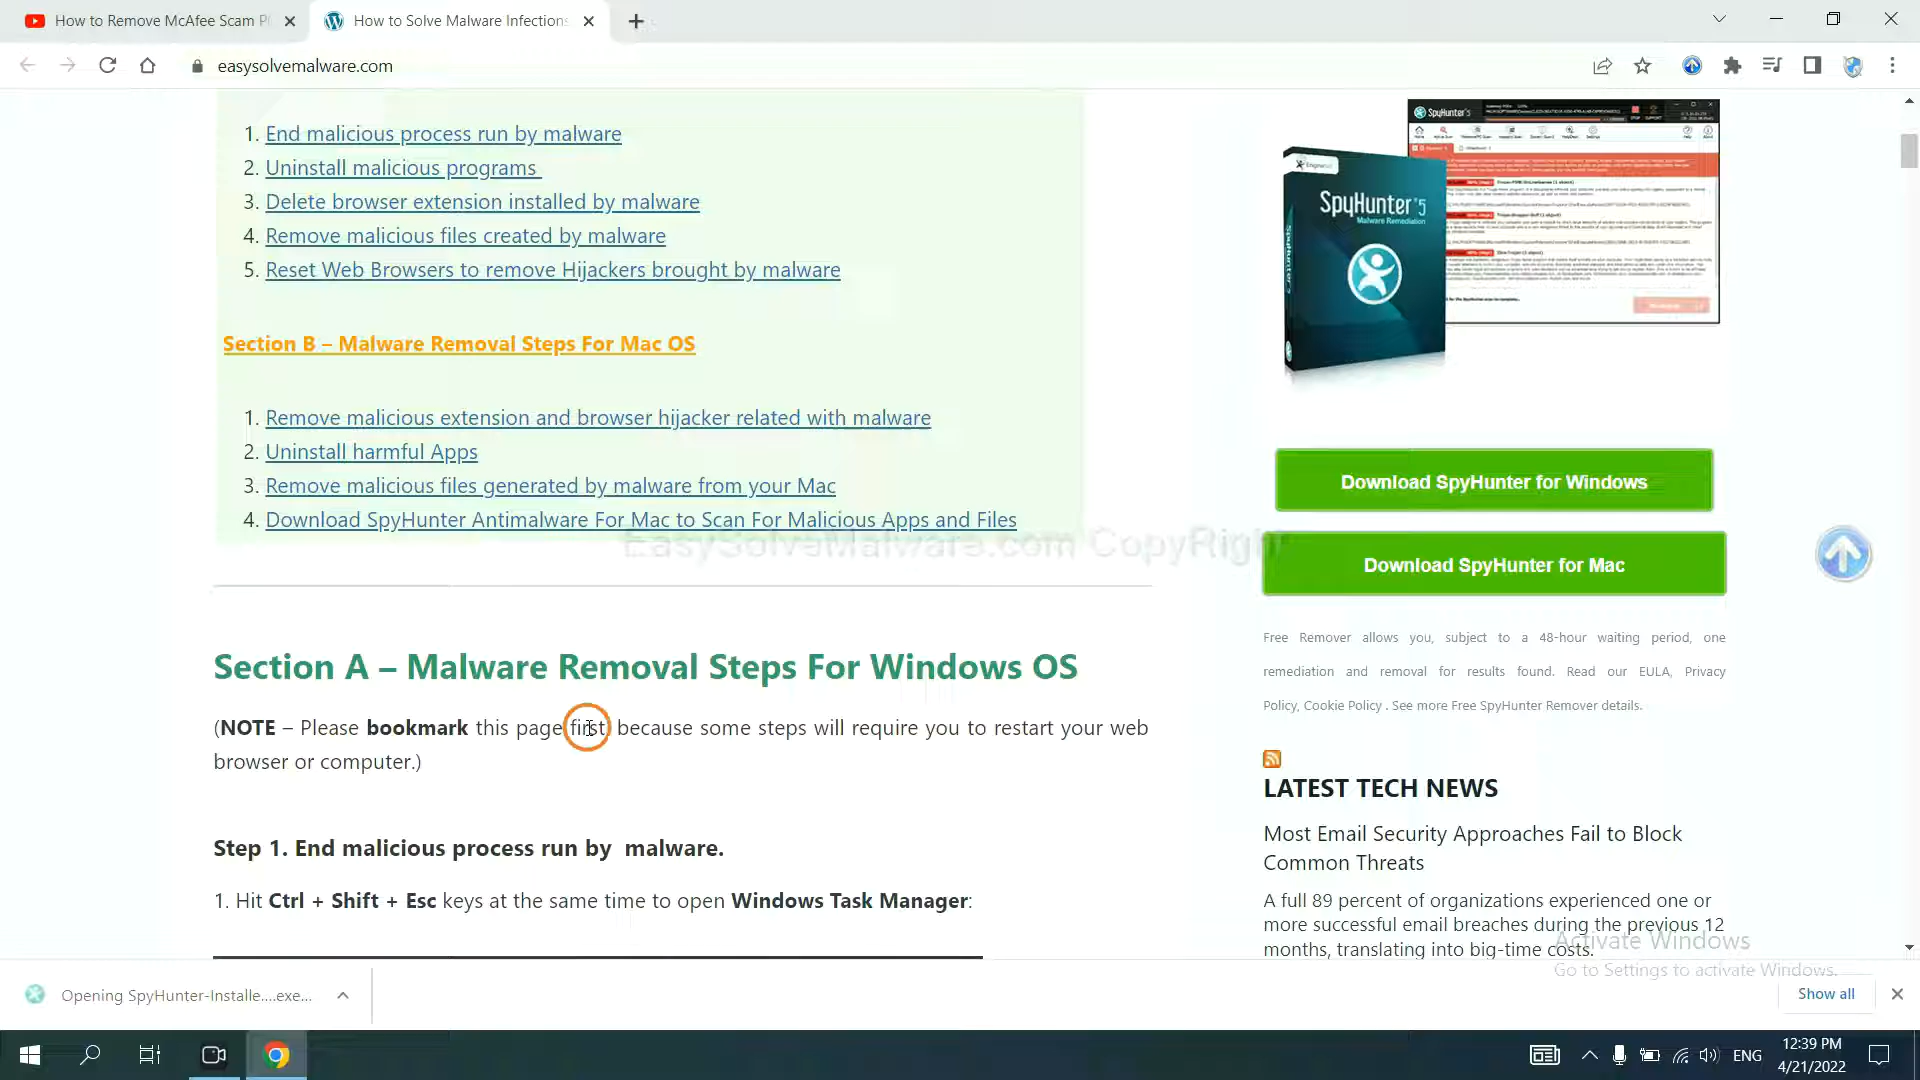 How to Remove McAfee Scam P
How to Solve Malware Infections
easysolvemalware.com
1. End malicious process run by malware
2. Uninstall malicious programs
3. Delete browser extension installed by malware
4. Remove malicious files created by malware
5. Reset Web Browsers to remove Hijackers brought by malware
Section B – Malware Removal Steps For Mac OS
1. Remove malicious extension and browser hijacker related with malware
2. Uninstall harmful Apps
3. Remove malicious files generated by malware from your Mac
4. Download SpyHunter Antimalware For Mac to Scan For Malicious Apps and Files
EasySolveMalware.com CopyRight
Section A – Malware Removal Steps For Windows OS
(NOTE – Please bookmark this page first, because some steps will require you to restart your web
browser or computer.)
Step 1. End malicious process run by malware.
1. Hit Ctrl + Shift + Esc keys at the same time to open Windows Task Manager:
SpyHunter 5
SpyHunter 5
Malware Remediation
SpyHunter
Download SpyHunter for Windows
Download SpyHunter for Mac
Free Remover allows you, subject to a 48-hour waiting period, one
remediation and removal for results found. Read our EULA, Privacy
Policy, Cookie Policy . See more Free SpyHunter Remover details.
LATEST TECH NEWS
Most Email Security Approaches Fail to Block
Common Threats
A full 89 percent of organizations experienced one or
more successful email breaches during the previous 12
months, translating into big-time costs.
Activate Windows
Go to Settings to activate Windows.
Opening SpyHunter-Installe....exe...
Show all
ENG
12:39 PM
4/21/2022